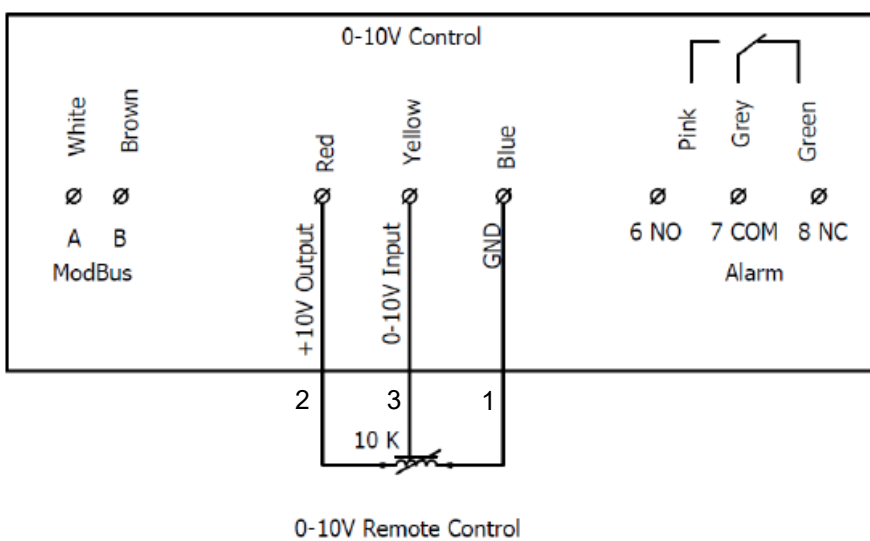 0-10V Control
White
Brown
Red
Yellow
Blue
Pink
Grey
Green
A B
ModBus
+10V Output
0-10V Input
GND
6 NO 7 COM 8 NC
Alarm
2 3 1
10 K
0-10V Remote Control